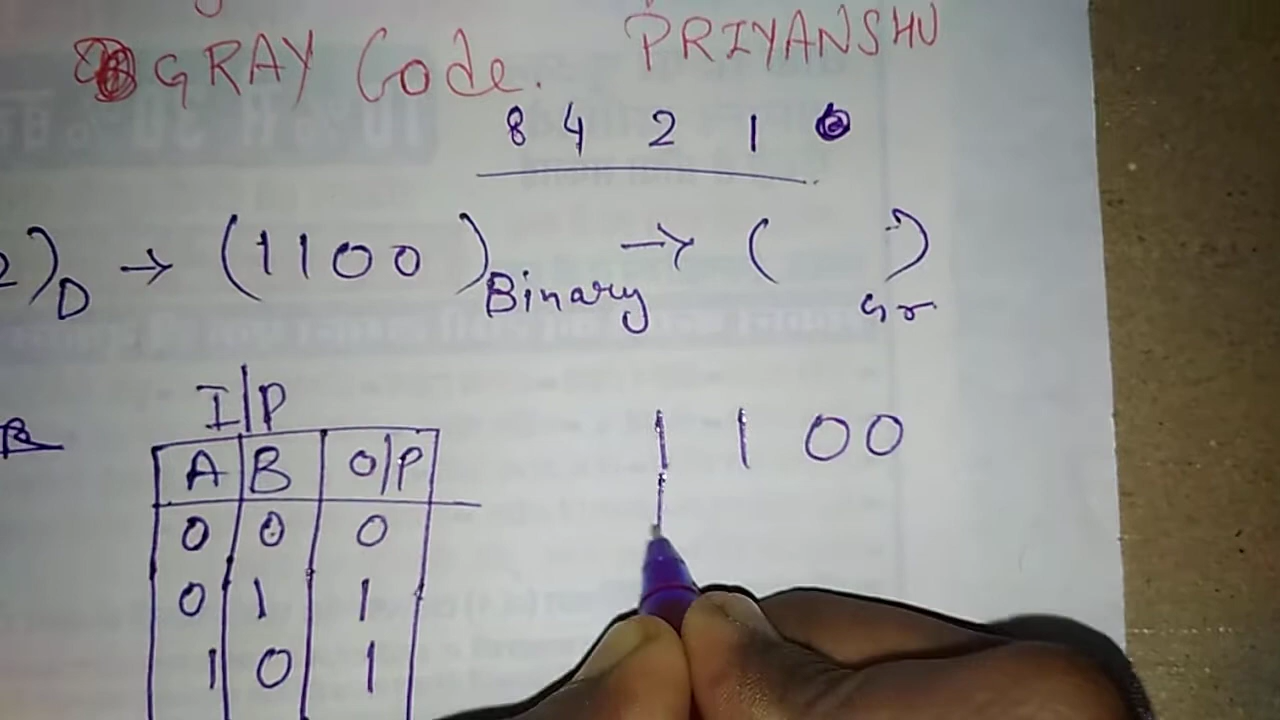 GRAY Code.
PRIYANSHU
8 4 2 1
2)D → (1100)Binary → ( )Gr
I/P
A B O/P
0 0 0
0 1 1
1 0 1
1 1 0 0